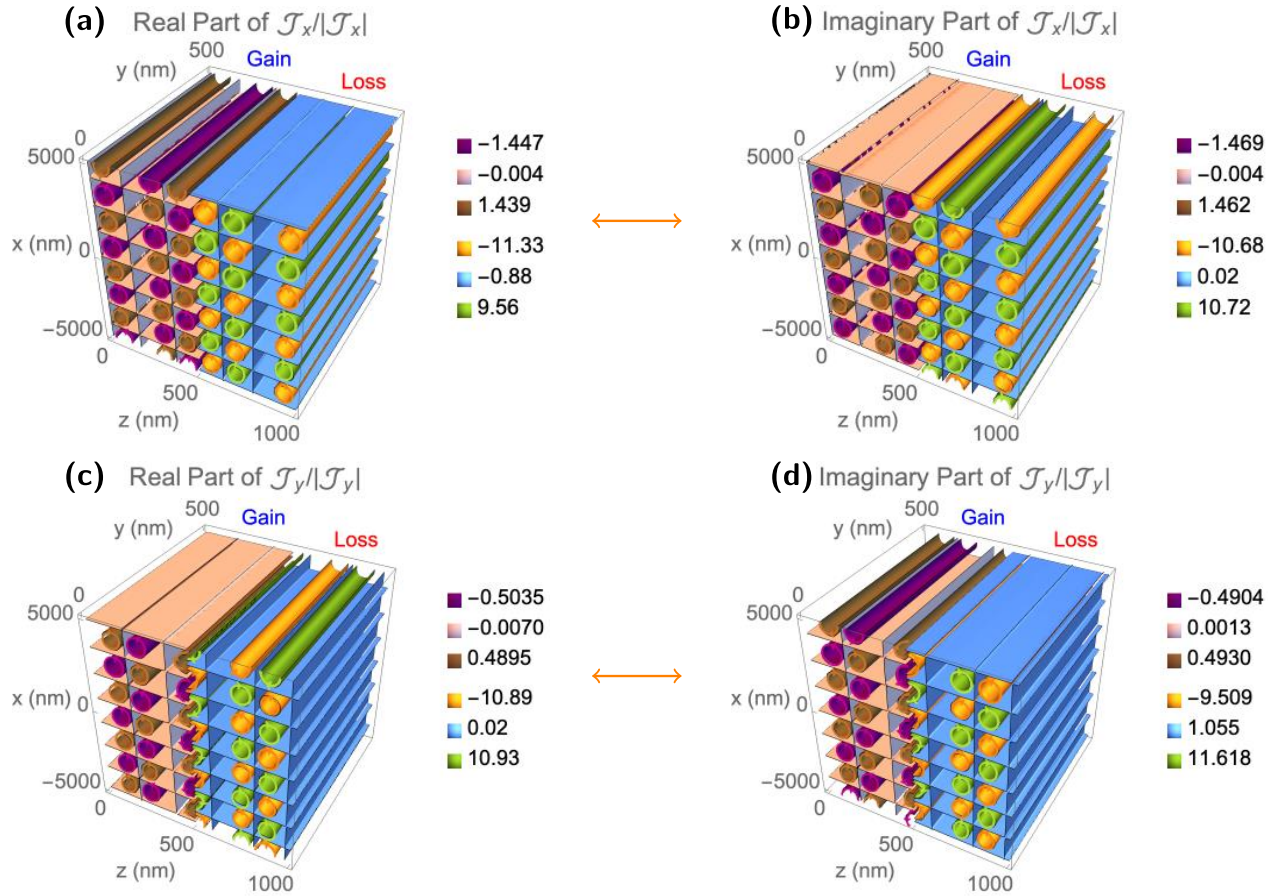 (a) Real Part of 𝒥x/|𝒥x|
500
y (nm)
Gain
Loss
0
5000
x (nm)
0
−5000
0
500
z (nm)
1000
−1.447
−0.004
1.439
−11.33
−0.88
9.56
(b) Imaginary Part of 𝒥x/|𝒥x|
500
y (nm)
Gain
Loss
0
5000
x (nm)
0
−5000
0
500
z (nm)
1000
−1.469
−0.004
1.462
−10.68
0.02
10.72
(c) Real Part of 𝒥y/|𝒥y|
500
y (nm)
Gain
Loss
0
5000
x (nm)
0
−5000
0
500
z (nm)
1000
−0.5035
−0.0070
0.4895
−10.89
0.02
10.93
(d) Imaginary Part of 𝒥y/|𝒥y|
500
y (nm)
Gain
Loss
0
5000
x (nm)
0
−5000
0
500
z (nm)
1000
−0.4904
0.0013
0.4930
−9.509
1.055
11.618